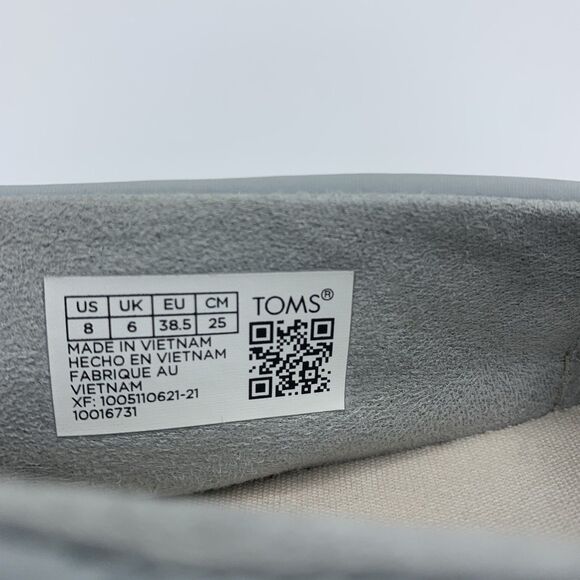 US UK EU CM
8 6 38.5 25
TOMS®
MADE IN VIETNAM
HECHO EN VIETNAM
FABRIQUE AU
VIETNAM
XF: 1005110621-21
10016731